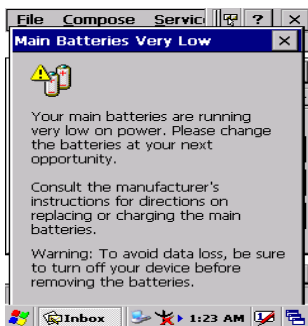 File Compose Servic ? ×
Main Batteries Very Low ×
Your main batteries are running
very low on power. Please change
the batteries at your next
opportunity.
Consult the manufacturer's
instructions for directions on
replacing or charging the main
batteries.
Warning: To avoid data loss, be sure
to turn off your device before
removing the batteries.
Inbox 1:23 AM